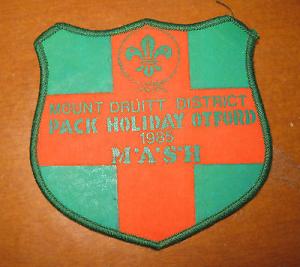 MOUNT DRUITT DISTRICT
PACK HOLIDAY OTFORD
1985
M·A·S·H